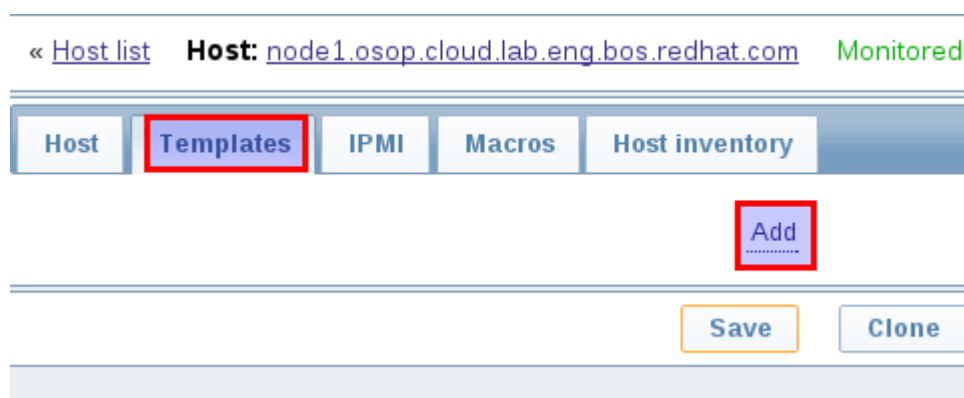 « Host list Host: node1.osop.cloud.lab.eng.bos.redhat.com Monitored
Host Templates IPMI Macros Host inventory
Add
Save Clone